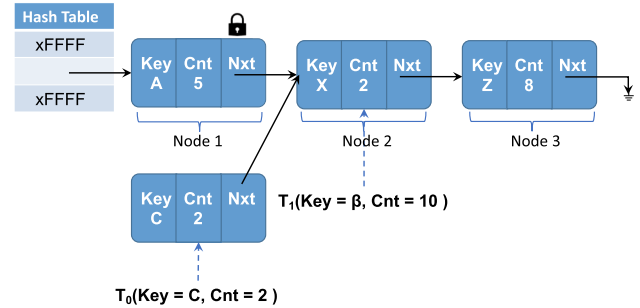 Hash Table
xFFFF
xFFFF
Key Cnt Nxt
A 5
Key Cnt Nxt
X 2
Key Cnt Nxt
Z 8
Node 1
Node 2
Node 3
Key Cnt Nxt
C 2
T₁(Key = β, Cnt = 10 )
T₀(Key = C, Cnt = 2 )